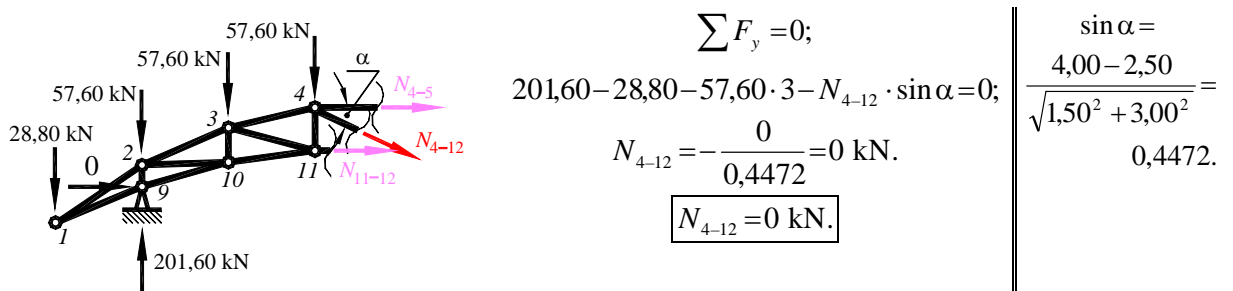 57,60 kN
57,60 kN
57,60 kN
28,80 kN
0
1
2
3
4
9
10
11
α
N₄₋₅
N₄₋₁₂
N₁₁₋₁₂
201,60 kN
∑F_y=0;
201,60−28,80−57,60·3−N₄₋₁₂·sinα=0;
N₄₋₁₂=−0/0,4472=0 kN.
N₄₋₁₂=0 kN.
sinα=
4,00−2,50/√1,50²+3,00²=
0,4472.